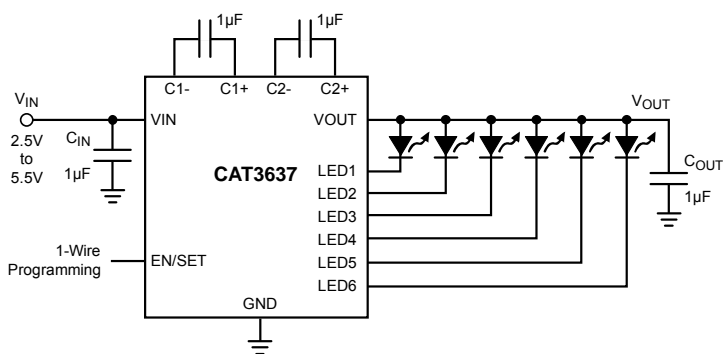 1µF
1µF
C1-
C1+
C2-
C2+
VIN
VIN
VOUT
VOUT
2.5V
to
5.5V
CIN
1µF
CAT3637
LED1
LED2
LED3
LED4
LED5
LED6
COUT
1µF
1-Wire
Programming
EN/SET
GND